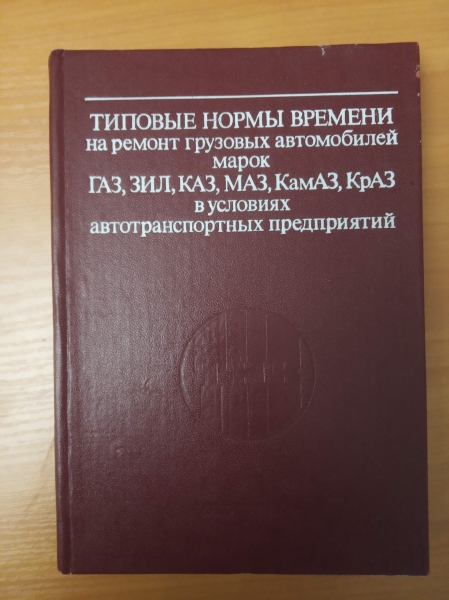 ТИПОВЫЕ НОРМЫ ВРЕМЕНИ
на ремонт грузовых автомобилей
марок
ГАЗ, ЗИЛ, КАЗ, МАЗ, КамАЗ, КрАЗ
в условиях
автотранспортных предприятий